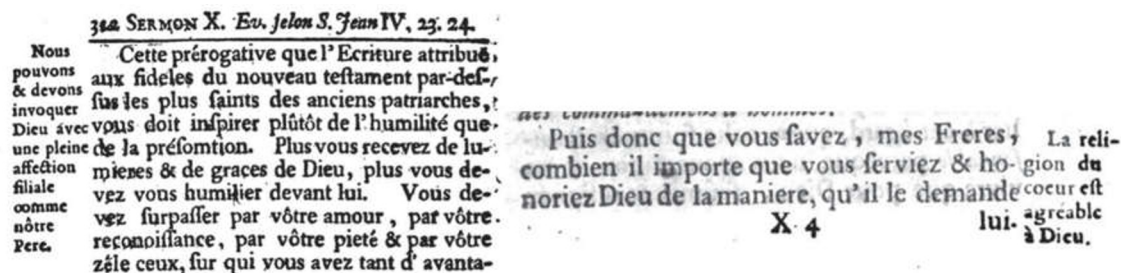 312 SERMON X. Ev. ſelon S. Jean IV, 23. 24.
Nous
pouvons
& devons
invoquer
Dieu avec
une pleine
affection
filiale
comme
nôtre
Pere.
Cette prérogative que l'Ecriture attribuë,
aux fideles du nouveau teſtament par-deſ-
ſus les plus ſaints des anciens patriarches,
vous doit inſpirer plûtôt de l'humilité que
de la préſomtion. Plus vous recevez de lu-
mieres & de graces de Dieu, plus vous de-
vez vous humilier devant lui. Vous de-
vez ſurpaſſer par vôtre amour, par vôtre
reconoiſſance, par vôtre pieté & par vôtre
zêle ceux, ſur qui vous avez tant d'avanta-
Puis donc que vous ſavez, mes Freres,
combien il importe que vous ſerviez & ho-
noriez Dieu de la maniere, qu'il le demande
X 4 lui-
La reli-
gion du
coeur eſt
agréable
à Dieu.